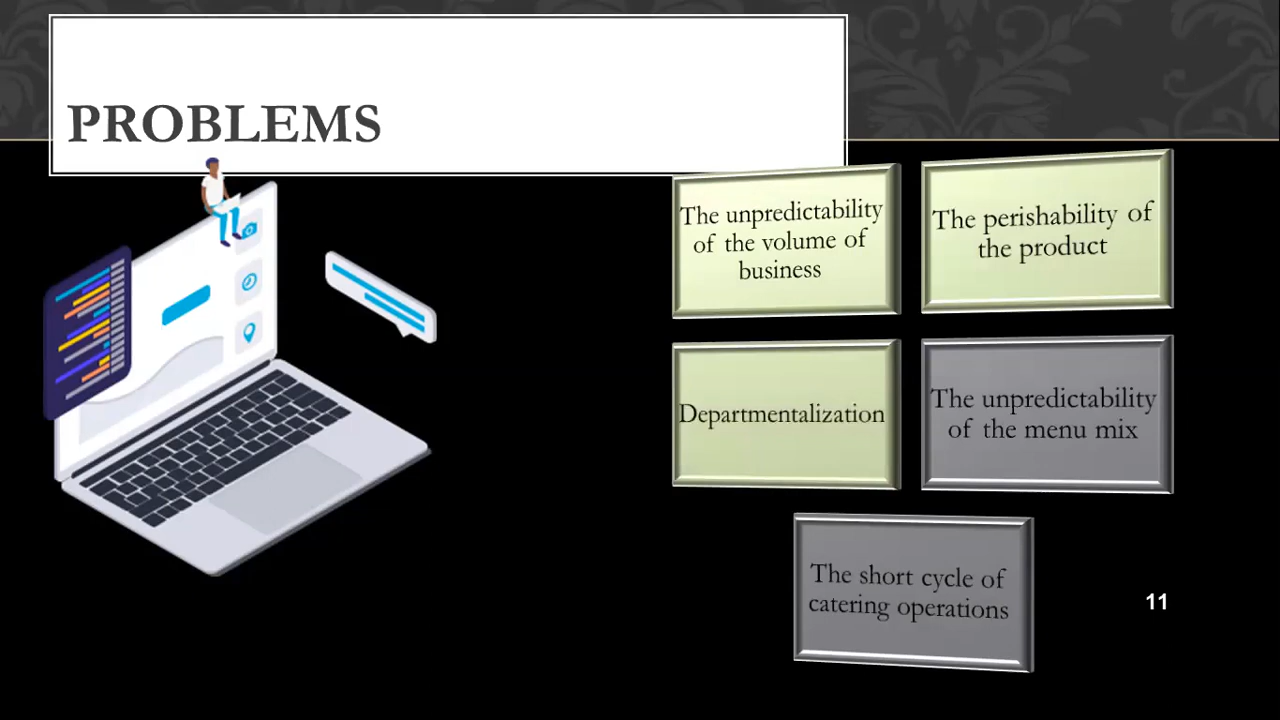 PROBLEMS
The unpredictability
of the volume of
business
The perishability of
the product
Departmentalization
The unpredictability
of the menu mix
The short cycle of
catering operations
11